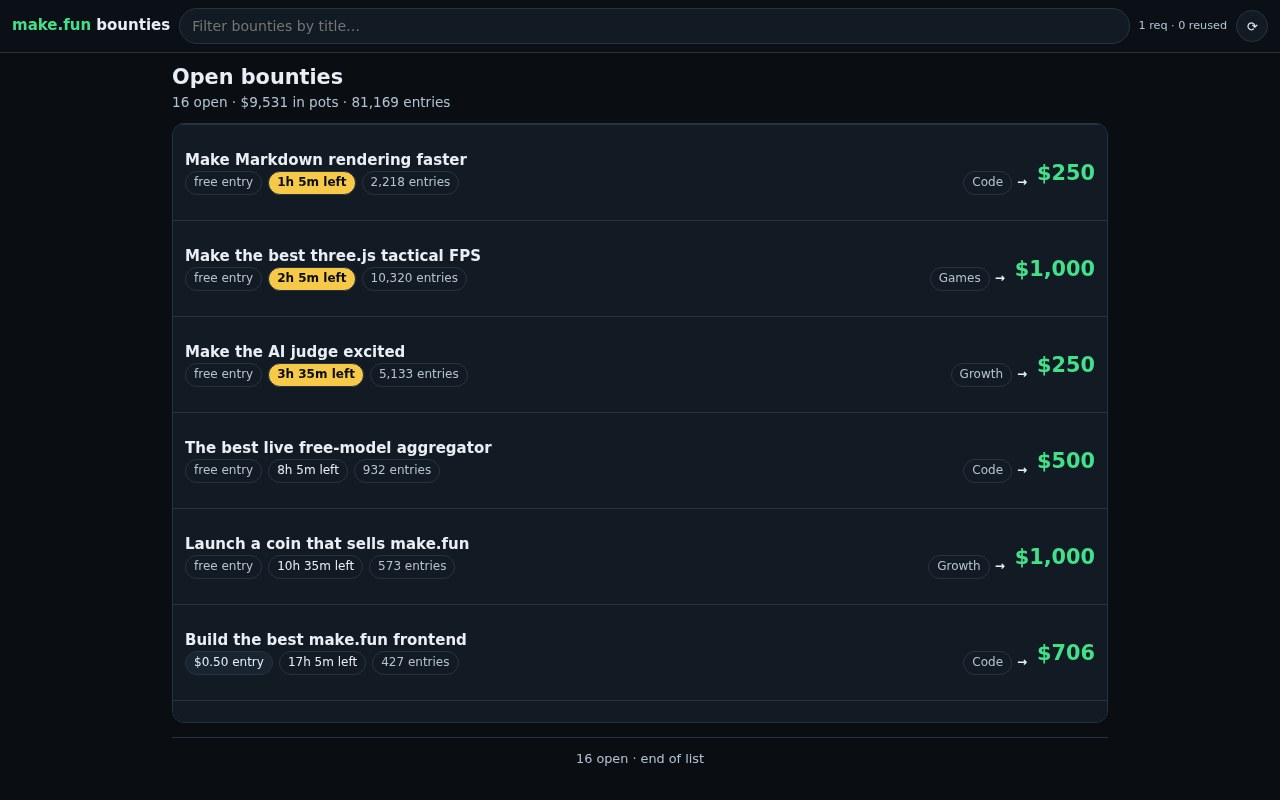 make.fun bounties
Filter bounties by title...
1 req · 0 reused
⟳
Open bounties
16 open · $9,531 in pots · 81,169 entries
Make Markdown rendering faster
free entry 1h 5m left 2,218 entries
Code → $250
Make the best three.js tactical FPS
free entry 2h 5m left 10,320 entries
Games → $1,000
Make the AI judge excited
free entry 3h 35m left 5,133 entries
Growth → $250
The best live free-model aggregator
free entry 8h 5m left 932 entries
Code → $500
Launch a coin that sells make.fun
free entry 10h 35m left 573 entries
Growth → $1,000
Build the best make.fun frontend
$0.50 entry 17h 5m left 427 entries
Code → $706
16 open · end of list